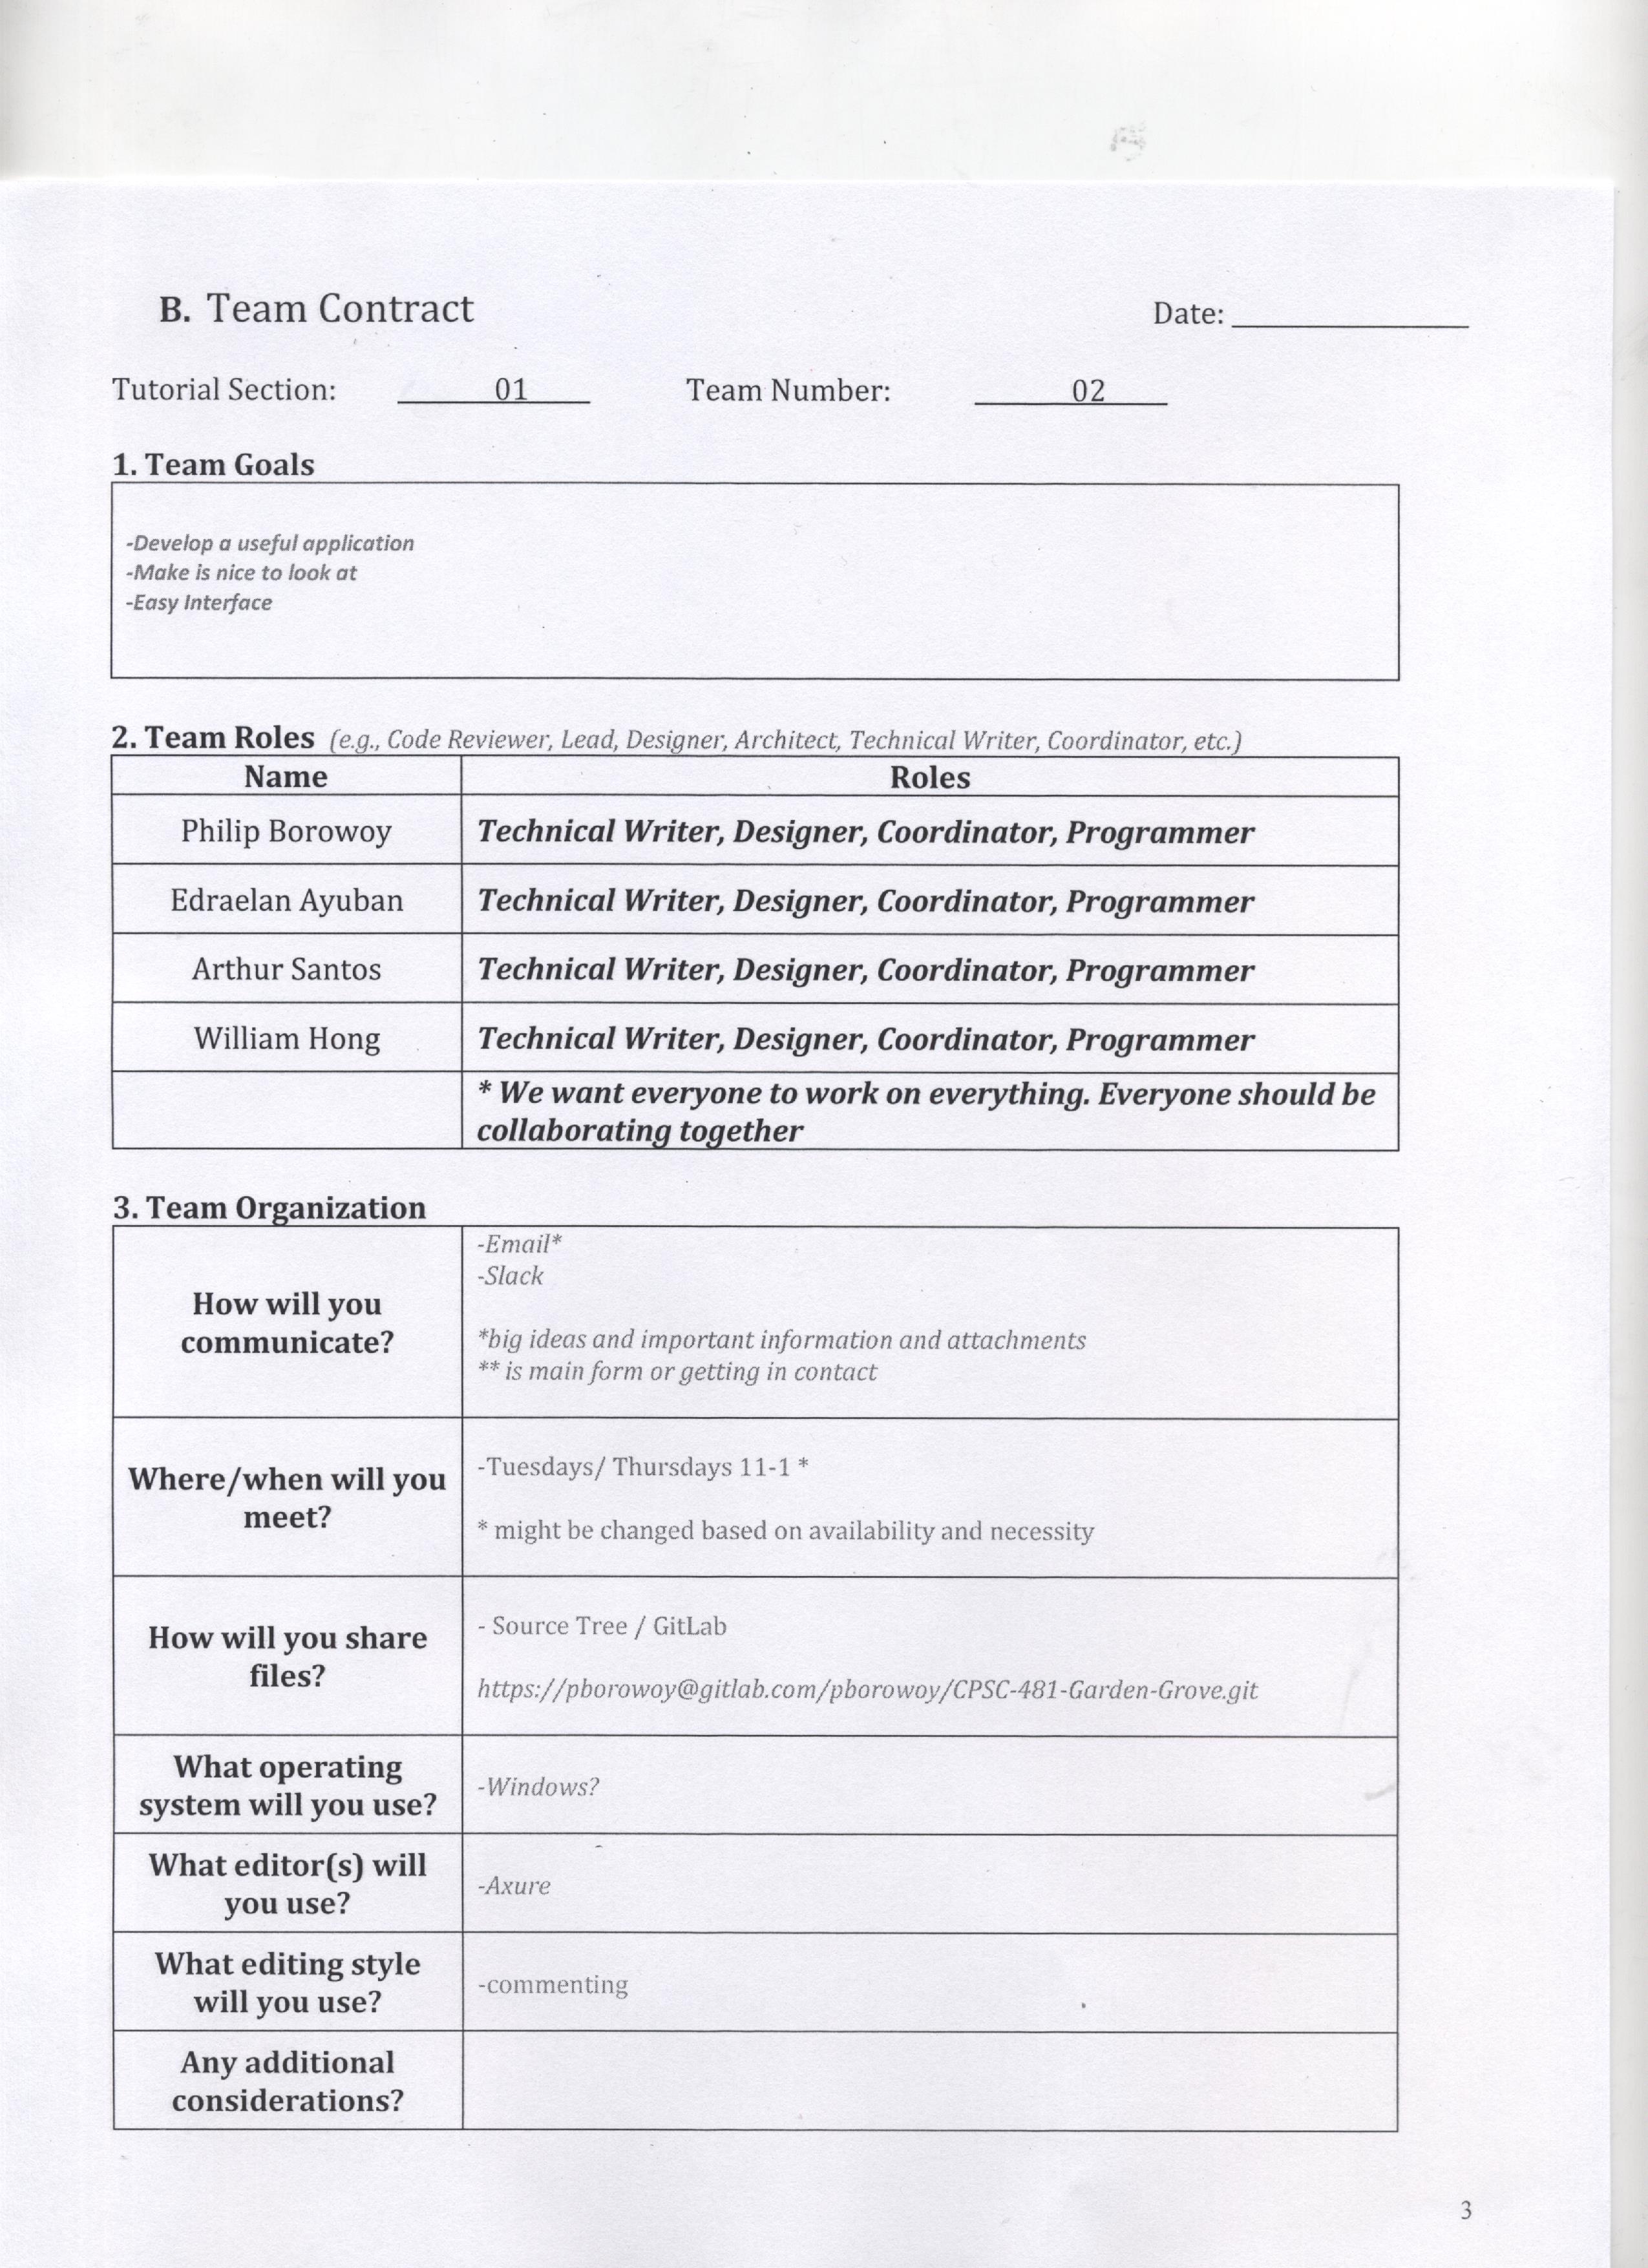 B. Team Contract
Date: ______________
Tutorial Section: 01 Team Number: 02
1. Team Goals
-Develop a useful application
-Make is nice to look at
-Easy Interface
2. Team Roles (e.g., Code Reviewer, Lead, Designer, Architect, Technical Writer, Coordinator, etc.)
Name Roles
Philip Borowoy Technical Writer, Designer, Coordinator, Programmer
Edraelan Ayuban Technical Writer, Designer, Coordinator, Programmer
Arthur Santos Technical Writer, Designer, Coordinator, Programmer
William Hong Technical Writer, Designer, Coordinator, Programmer
* We want everyone to work on everything. Everyone should be
collaborating together
3. Team Organization
How will you
communicate?
-Email*
-Slack
*big ideas and important information and attachments
** is main form or getting in contact
Where/when will you
meet?
-Tuesdays/ Thursdays 11-1 *
* might be changed based on availability and necessity
How will you share
files?
- Source Tree / GitLab
https://pborowoy@gitlab.com/pborowoy/CPSC-481-Garden-Grove.git
What operating
system will you use?
-Windows?
What editor(s) will
you use?
-Axure
What editing style
will you use?
-commenting
Any additional
considerations?
3